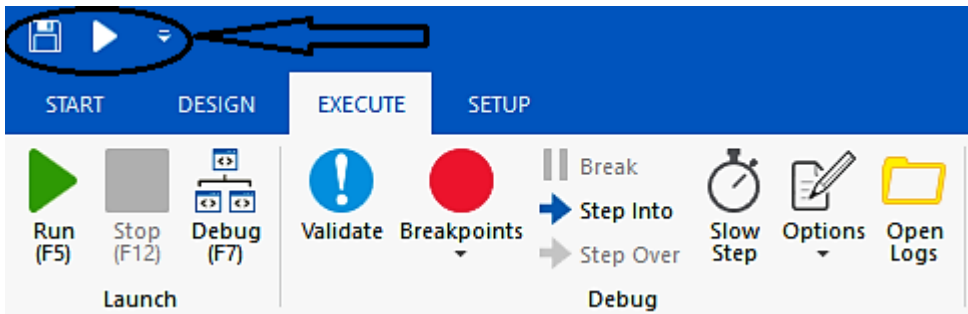 START DESIGN EXECUTE SETUP
Run
(F5)
Stop
(F12)
Debug
(F7)
Launch
Validate
Breakpoints
Break
Step Into
Step Over
Slow
Step
Options
Open
Logs
Debug